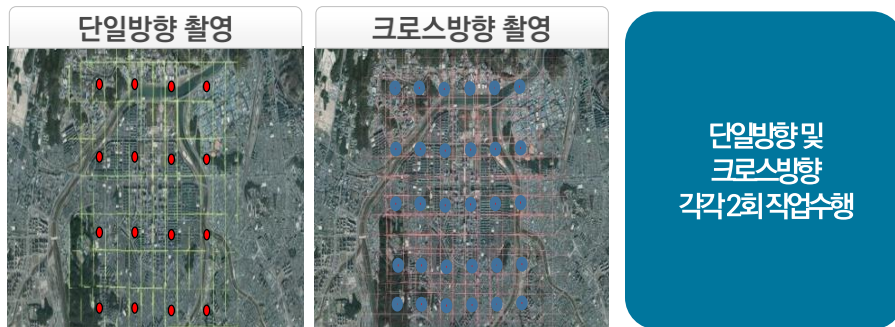 단일방향 촬영
크로스방향 촬영
단일방향 및
크로스방향
각각 2회 작업수행